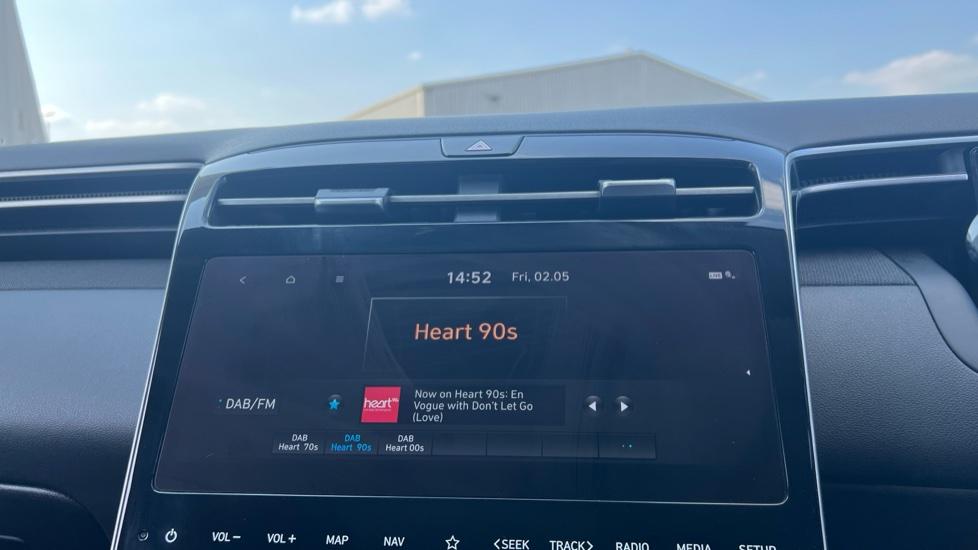 14:52 Fri, 02.05
Heart 90s
DAB/FM
heart 90s
Now on Heart 90s: En
Vogue with Don't Let Go
(Love)
DAB DAB DAB
Heart 70s Heart 90s Heart 00s
VOL− VOL+ MAP NAV <SEEK TRACK> RADIO MEDIA SETUP